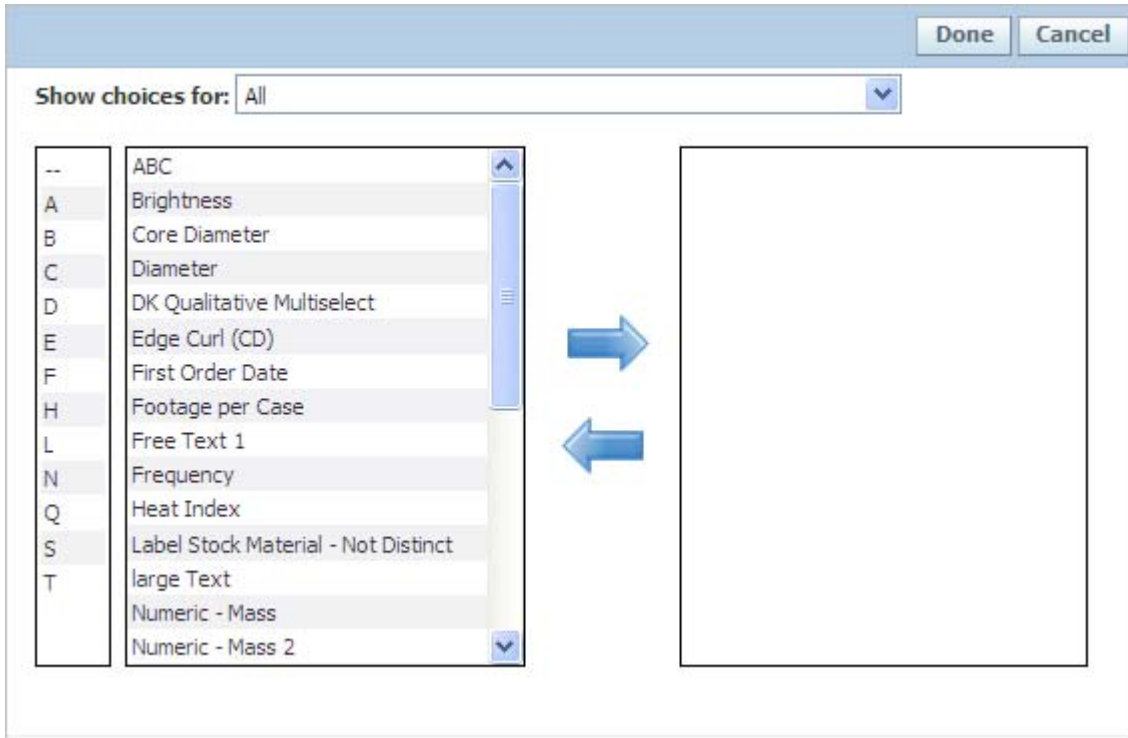 Done Cancel
Show choices for: All
--
A
B
C
D
E
F
H
L
N
Q
S
T
ABC
Brightness
Core Diameter
Diameter
DK Qualitative Multiselect
Edge Curl (CD)
First Order Date
Footage per Case
Free Text 1
Frequency
Heat Index
Label Stock Material - Not Distinct
large Text
Numeric - Mass
Numeric - Mass 2